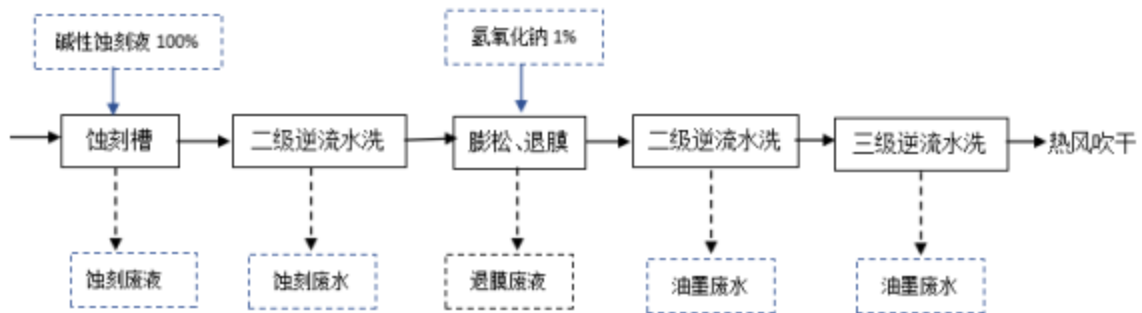 碱性蚀刻液 100%
氢氧化钠 1%
蚀刻槽
二级逆流水洗
膨松、退膜
二级逆流水洗
三级逆流水洗
热风吹干
蚀刻废液
蚀刻废水
退膜废液
油墨废水
油墨废水